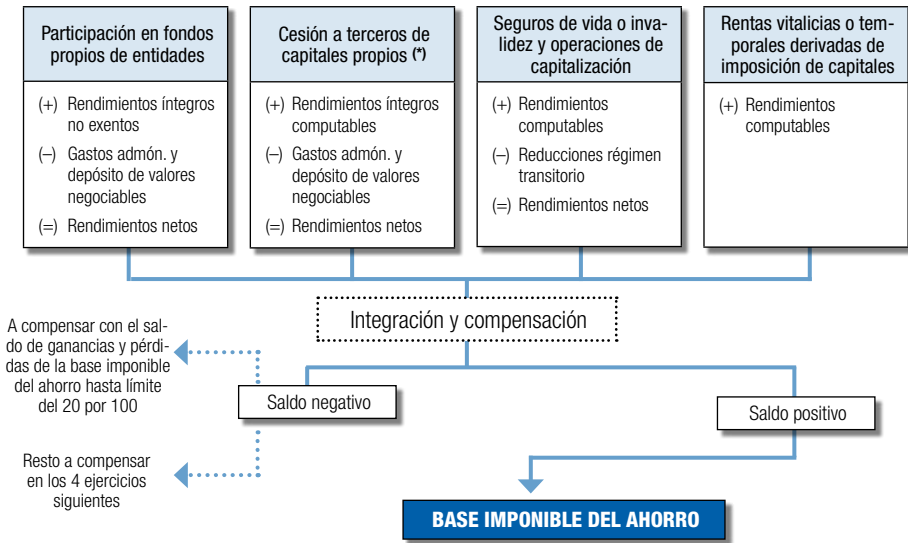 Participación en fondos
propios de entidades
(+) Rendimientos íntegros
no exentos
(–) Gastos admón. y
depósito de valores
negociables
(=) Rendimientos netos
Cesión a terceros de
capitales propios (*)
(+) Rendimientos íntegros
computables
(–) Gastos admón. y
depósito de valores
negociables
(=) Rendimientos netos
Seguros de vida o inva-
lidez y operaciones de
capitalización
(+) Rendimientos
computables
(–) Reducciones régimen
transitorio
(=) Rendimientos netos
Rentas vitalicias o tem-
porales derivadas de
imposición de capitales
(+) Rendimientos
computables
Integración y compensación
A compensar con el sal-
do de ganancias y pérdi-
das de la base imponible
del ahorro hasta límite
del 20 por 100
Saldo negativo
Saldo positivo
Resto a compensar
en los 4 ejercicios
siguientes
BASE IMPONIBLE DEL AHORRO